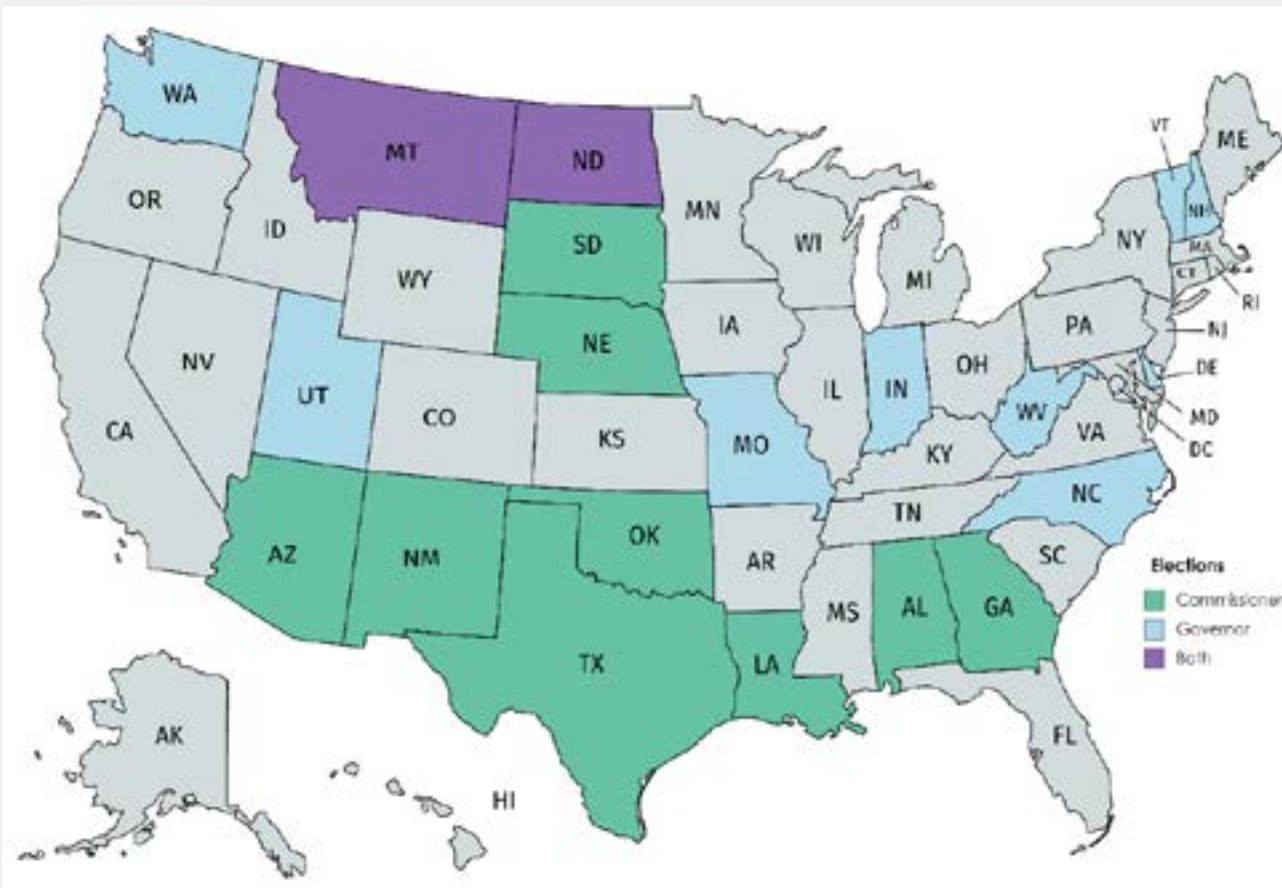 WA
MT
ND
MN
VT
ME
OR
ID
SD
WI
NY
NH
MA
WY
MI
CT
RI
IA
NE
PA
NJ
NV
UT
CO
IL
IN
OH
DE
CA
KS
MO
WV
MD
KY
VA
DC
NC
TN
AZ
NM
OK
AR
SC
MS
AL
GA
TX
LA
AK
HI
FL
Elections
Commissioner
Governor
Both